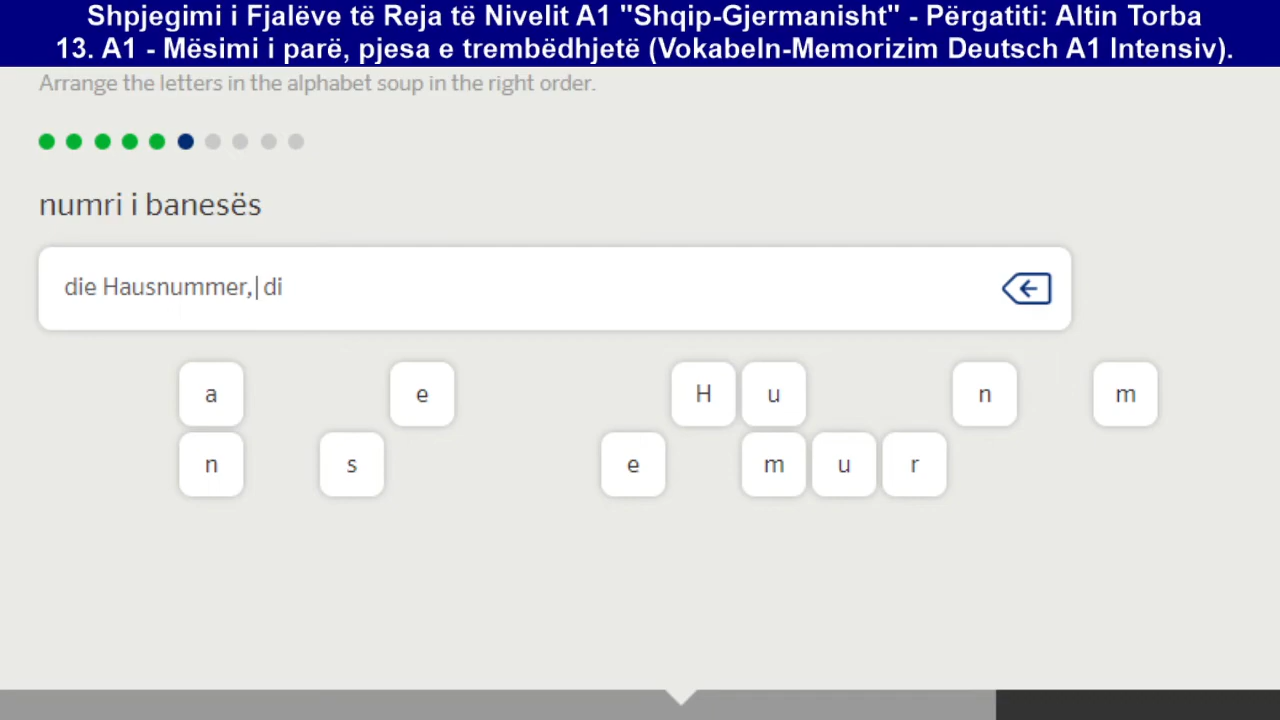 Shpjegimi i Fjalëve të Reja të Nivelit A1 "Shqip-Gjermanisht" - Përgatiti: Altin Torba
13. A1 - Mësimi i parë, pjesa e trembëdhjetë (Vokabeln-Memorizim Deutsch A1 Intensiv).
Arrange the letters in the alphabet soup in the right order.
numri i banesës
die Hausnummer, di
a e H u n m
n s e m u r